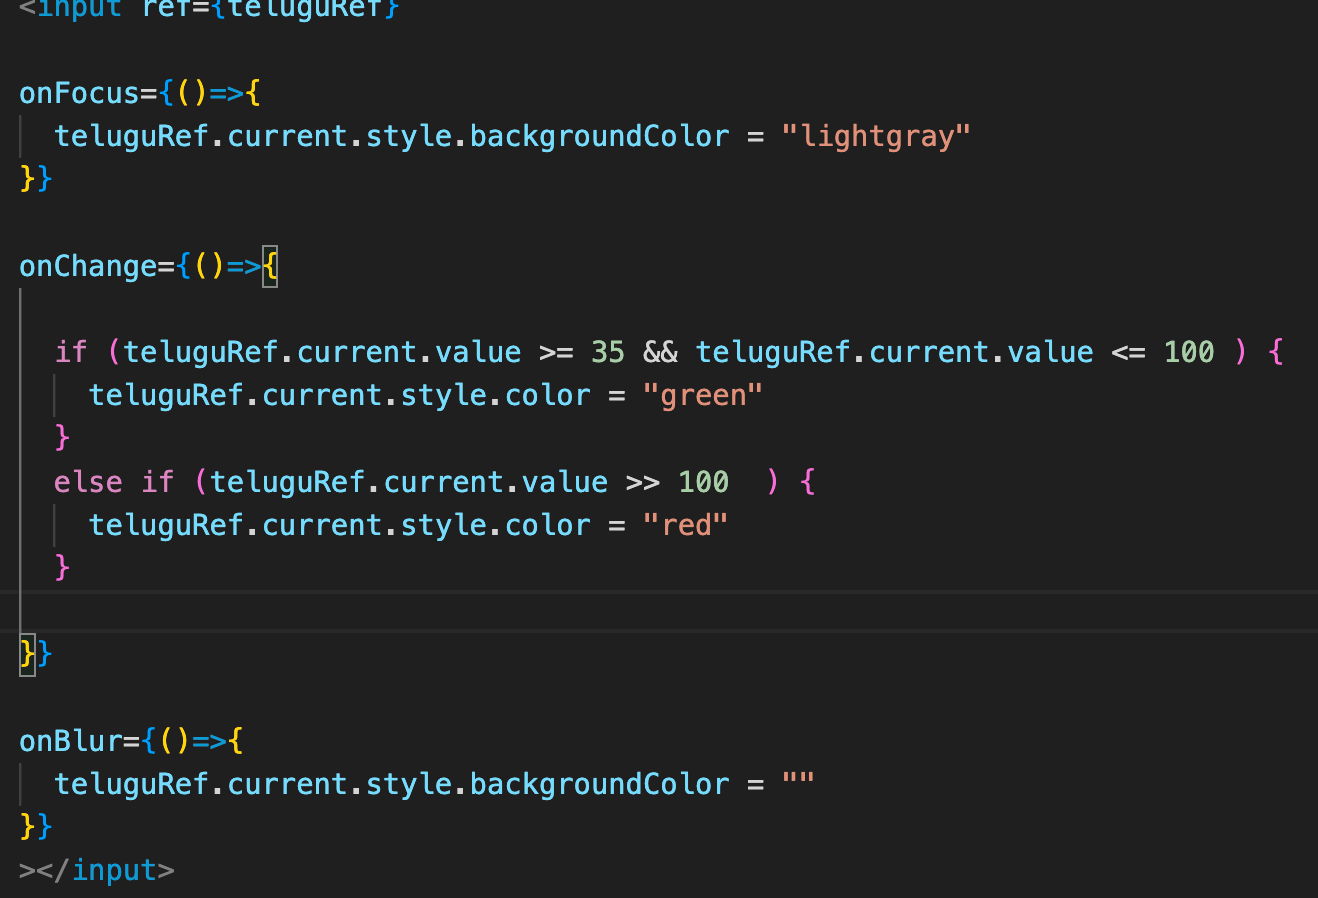 <input ref={teluguRef}
onFocus={()=>{
teluguRef.current.style.backgroundColor = "lightgray"
}}
onChange={()=>{
if (teluguRef.current.value >= 35 && teluguRef.current.value <= 100 ) {
teluguRef.current.style.color = "green"
}
else if (teluguRef.current.value >> 100  ) {
teluguRef.current.style.color = "red"
}
}}
onBlur={()=>{
teluguRef.current.style.backgroundColor = ""
}}
></input>